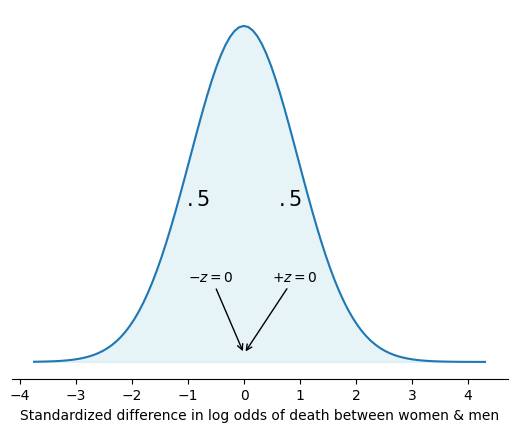 .5 .5
−z=0 +z=0
−4 −3 −2 −1 0 1 2 3 4
Standardized difference in log odds of death between women & men